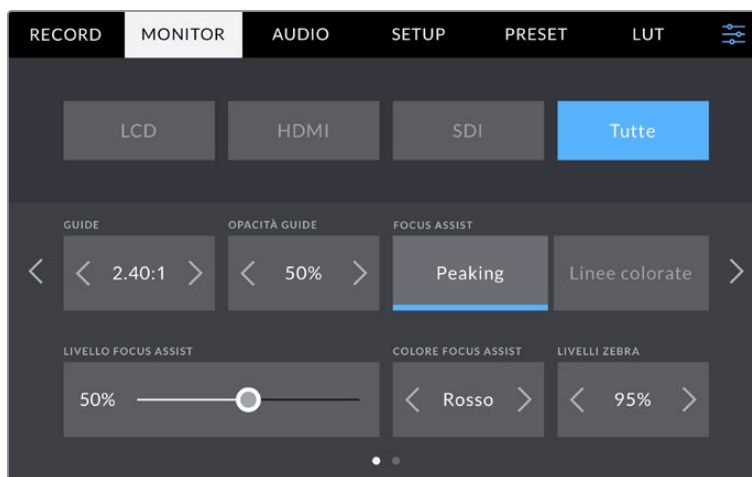 RECORD MONITOR AUDIO SETUP PRESET LUT
LCD HDMI SDI Tutte
GUIDE OPACITÀ GUIDE FOCUS ASSIST
2.40:1 50% Peaking Linee colorate
LIVELLO FOCUS ASSIST COLORE FOCUS ASSIST LIVELLI ZEBRA
50% Rosso 95%